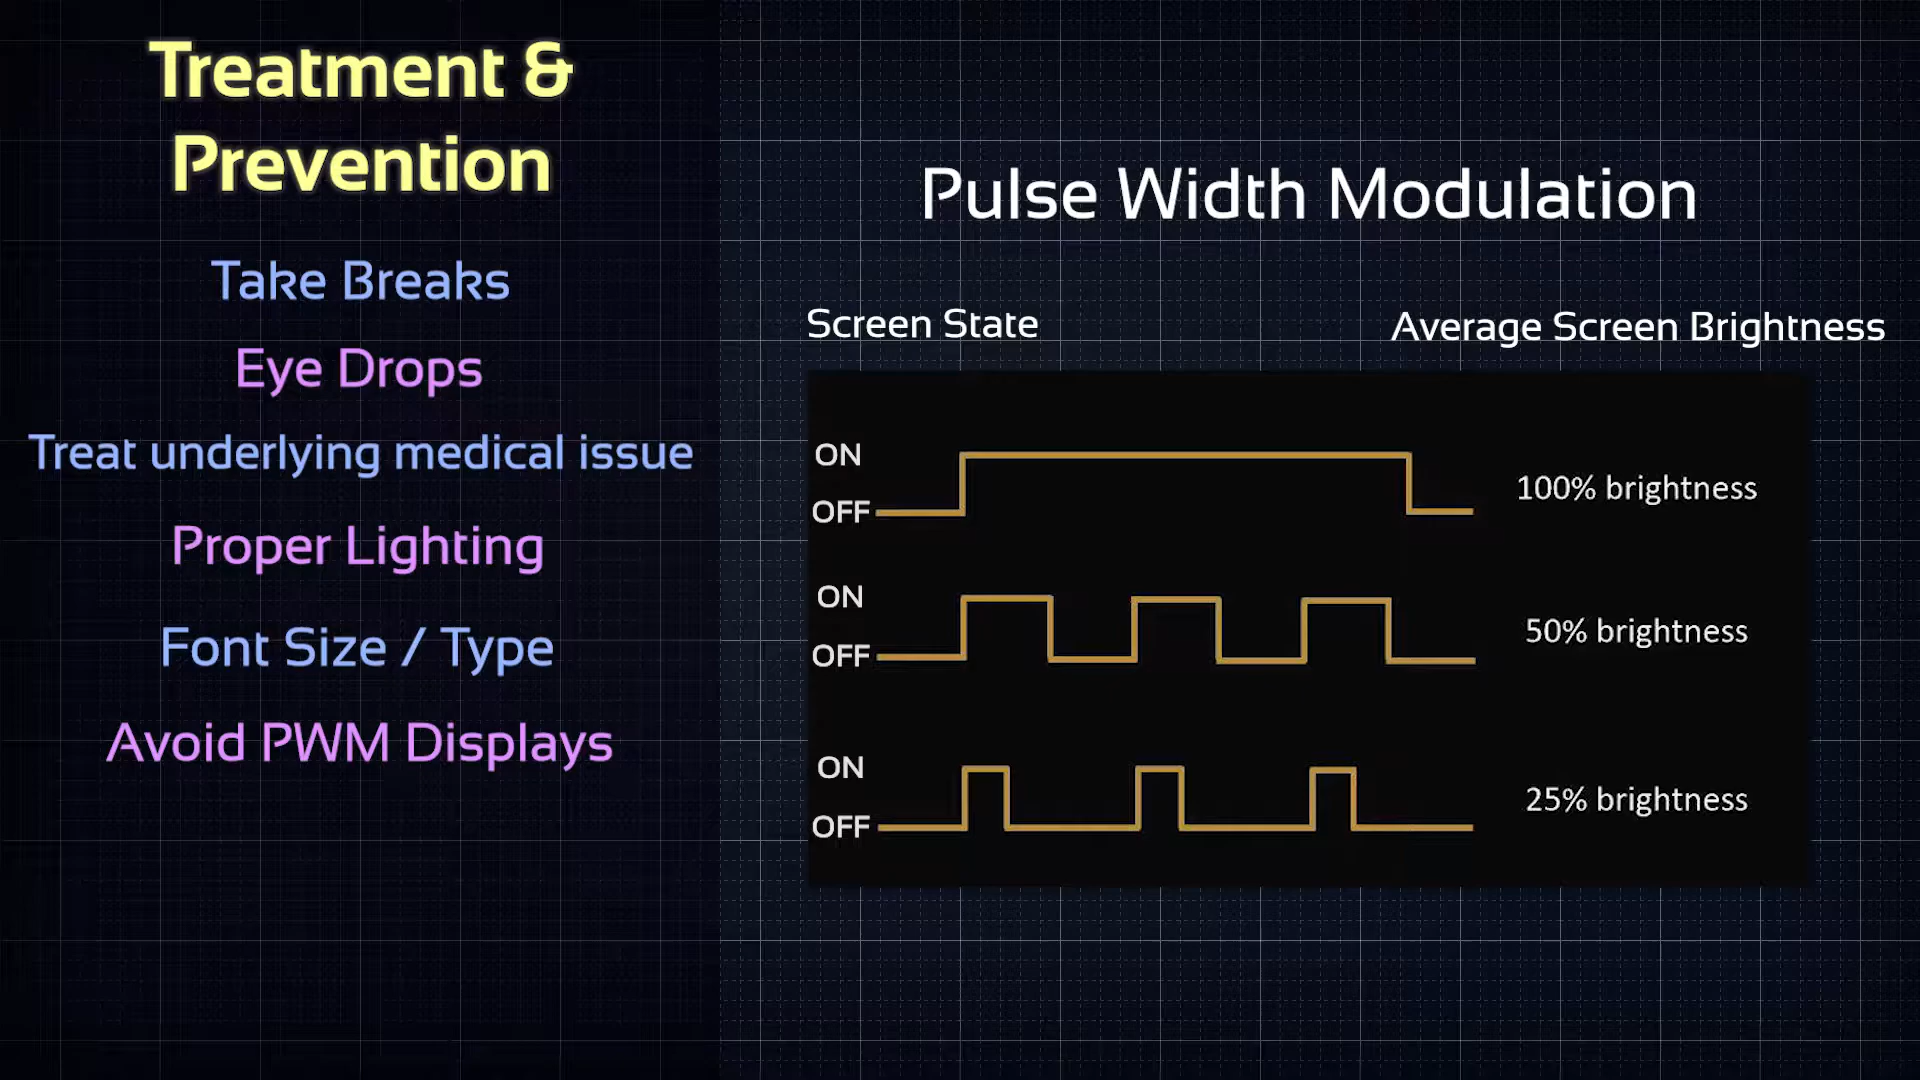 Treatment &
Prevention
Take Breaks
Eye Drops
Treat underlying medical issue
Proper Lighting
Font Size / Type
Avoid PWM Displays
Pulse Width Modulation
Screen State
Average Screen Brightness
ON
OFF
100% brightness
ON
OFF
50% brightness
ON
OFF
25% brightness